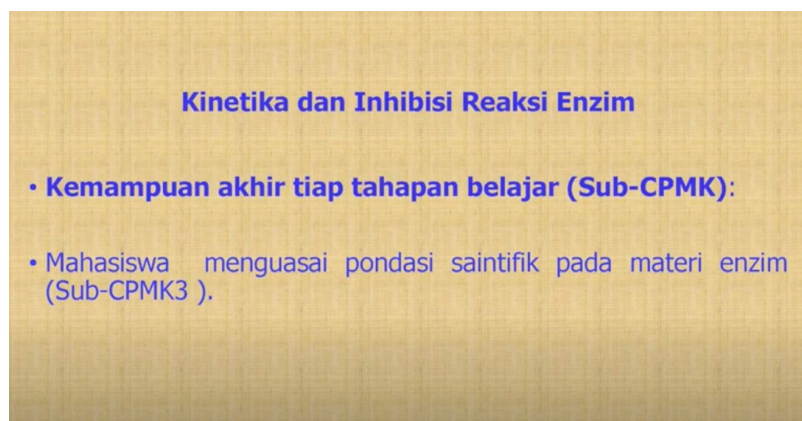 Kinetika dan Inhibisi Reaksi Enzim
• Kemampuan akhir tiap tahapan belajar (Sub-CPMK):
• Mahasiswa menguasai pondasi saintifik pada materi enzim
(Sub-CPMK3 ).